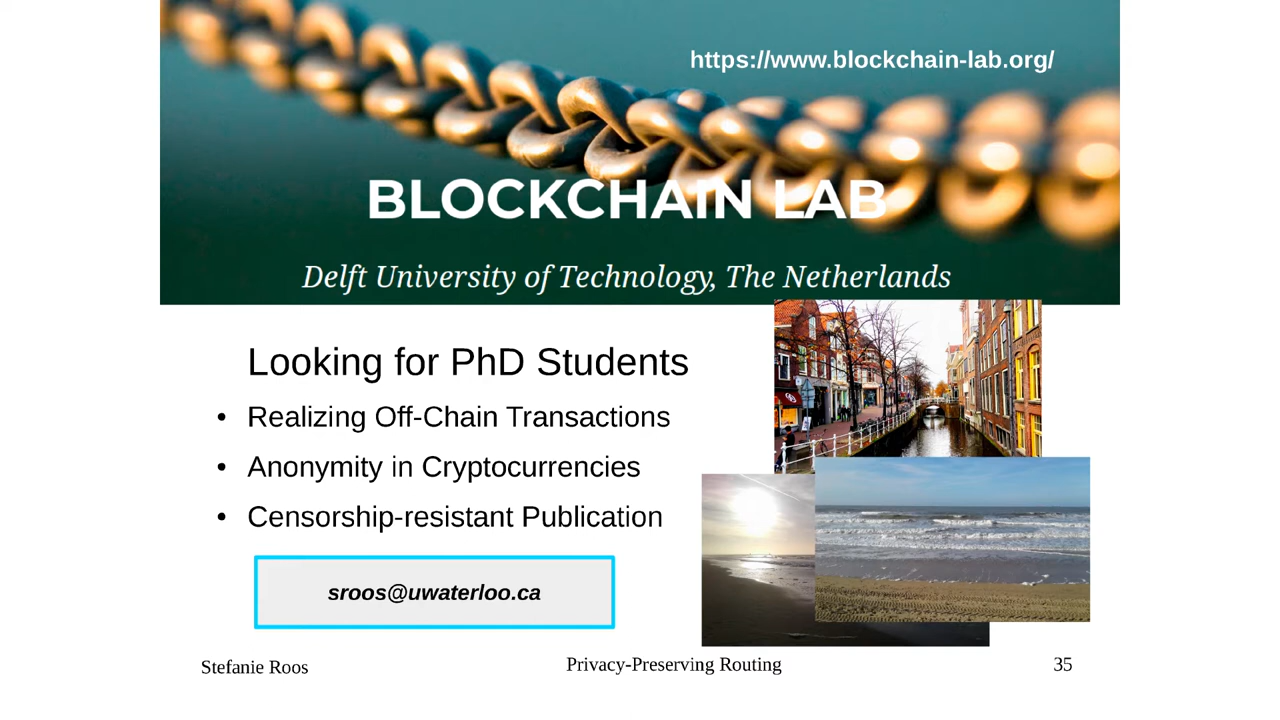 https://www.blockchain-lab.org/
BLOCKCHAIN LAB
Delft University of Technology, The Netherlands
Looking for PhD Students
• Realizing Off-Chain Transactions
• Anonymity in Cryptocurrencies
• Censorship-resistant Publication
sroos@uwaterloo.ca
Stefanie Roos
Privacy-Preserving Routing
35